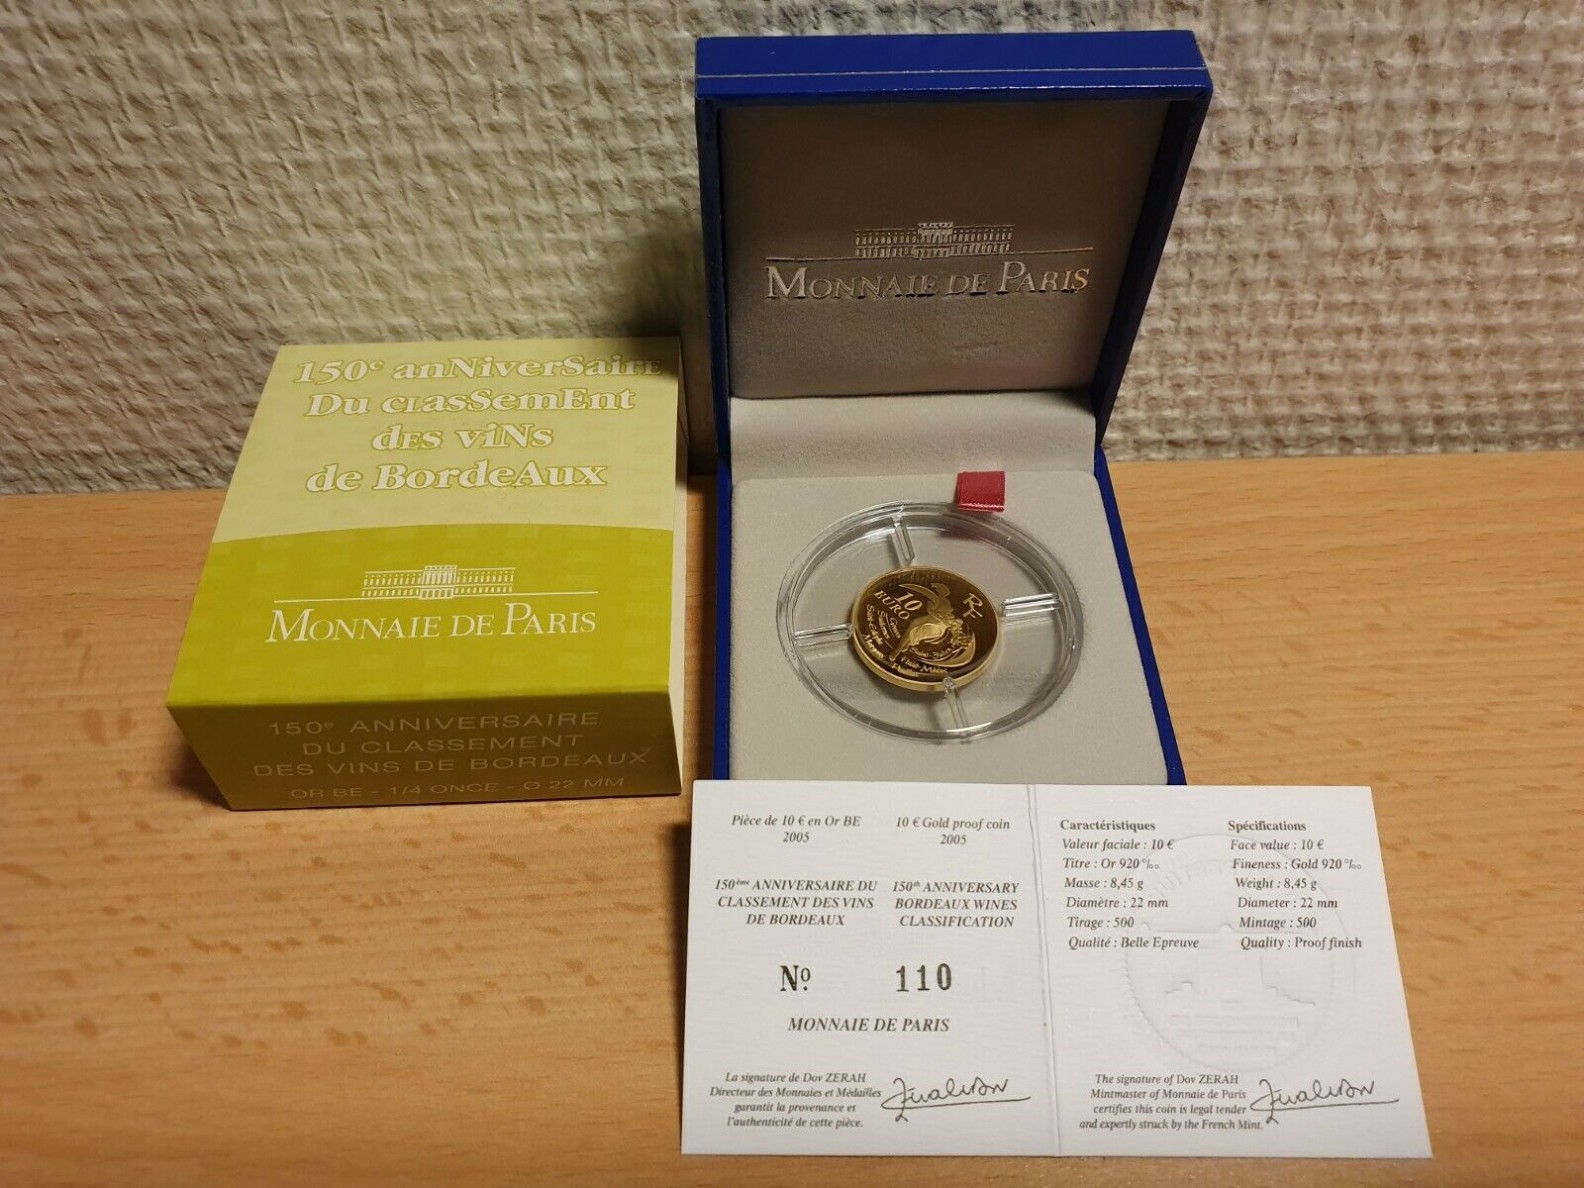 150e anNiverSaire
Du classemEnt
des viNs
de BordeAux
MONNAIE DE PARIS
150e ANNIVERSAIRE
DU CLASSEMENT
DES VINS DE BORDEAUX
OR BE - 1/4 ONCE - Ø 22 MM
MONNAIE DE PARIS
10
EURO
RF
Pièce de 10 € en Or BE
2005
10 € Gold proof coin
2005
150ème ANNIVERSAIRE DU
CLASSEMENT DES VINS
DE BORDEAUX
150th ANNIVERSARY
BORDEAUX WINES
CLASSIFICATION
Nº. 110
MONNAIE DE PARIS
La signature de Dov ZERAH
Directeur des Monnaies et Médailles
garantit la provenance et
l'authenticité de cette pièce.
Caractéristiques
Valeur faciale : 10 €
Titre : Or 920 ‰
Masse : 8,45 g
Diamètre : 22 mm
Tirage : 500
Qualité : Belle Epreuve
Spécifications
Face value : 10 €
Fineness : Gold 920 ‰
Weight : 8,45 g
Diameter : 22 mm
Mintage : 500
Quality : Proof finish
The signature of Dov ZERAH
Mintmaster of Monnaie de Paris
certifies this coin is legal tender
and expertly struck by the French Mint.